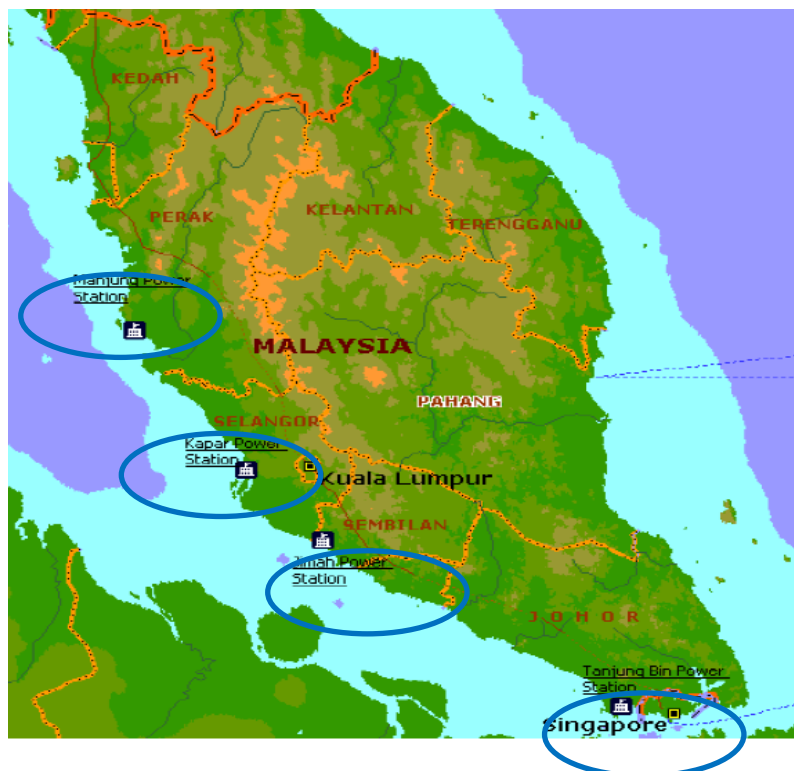 KEDAH
PERAK
KELANTAN
TERENGGANU
Manjung Power
Station
MALAYSIA
PAHANG
SELANGOR
Kapar Power
Station
Kuala Lumpur
SEMBILAN
Jimah Power
Station
JOHOR
Tanjung Bin Power
Station
Singapore